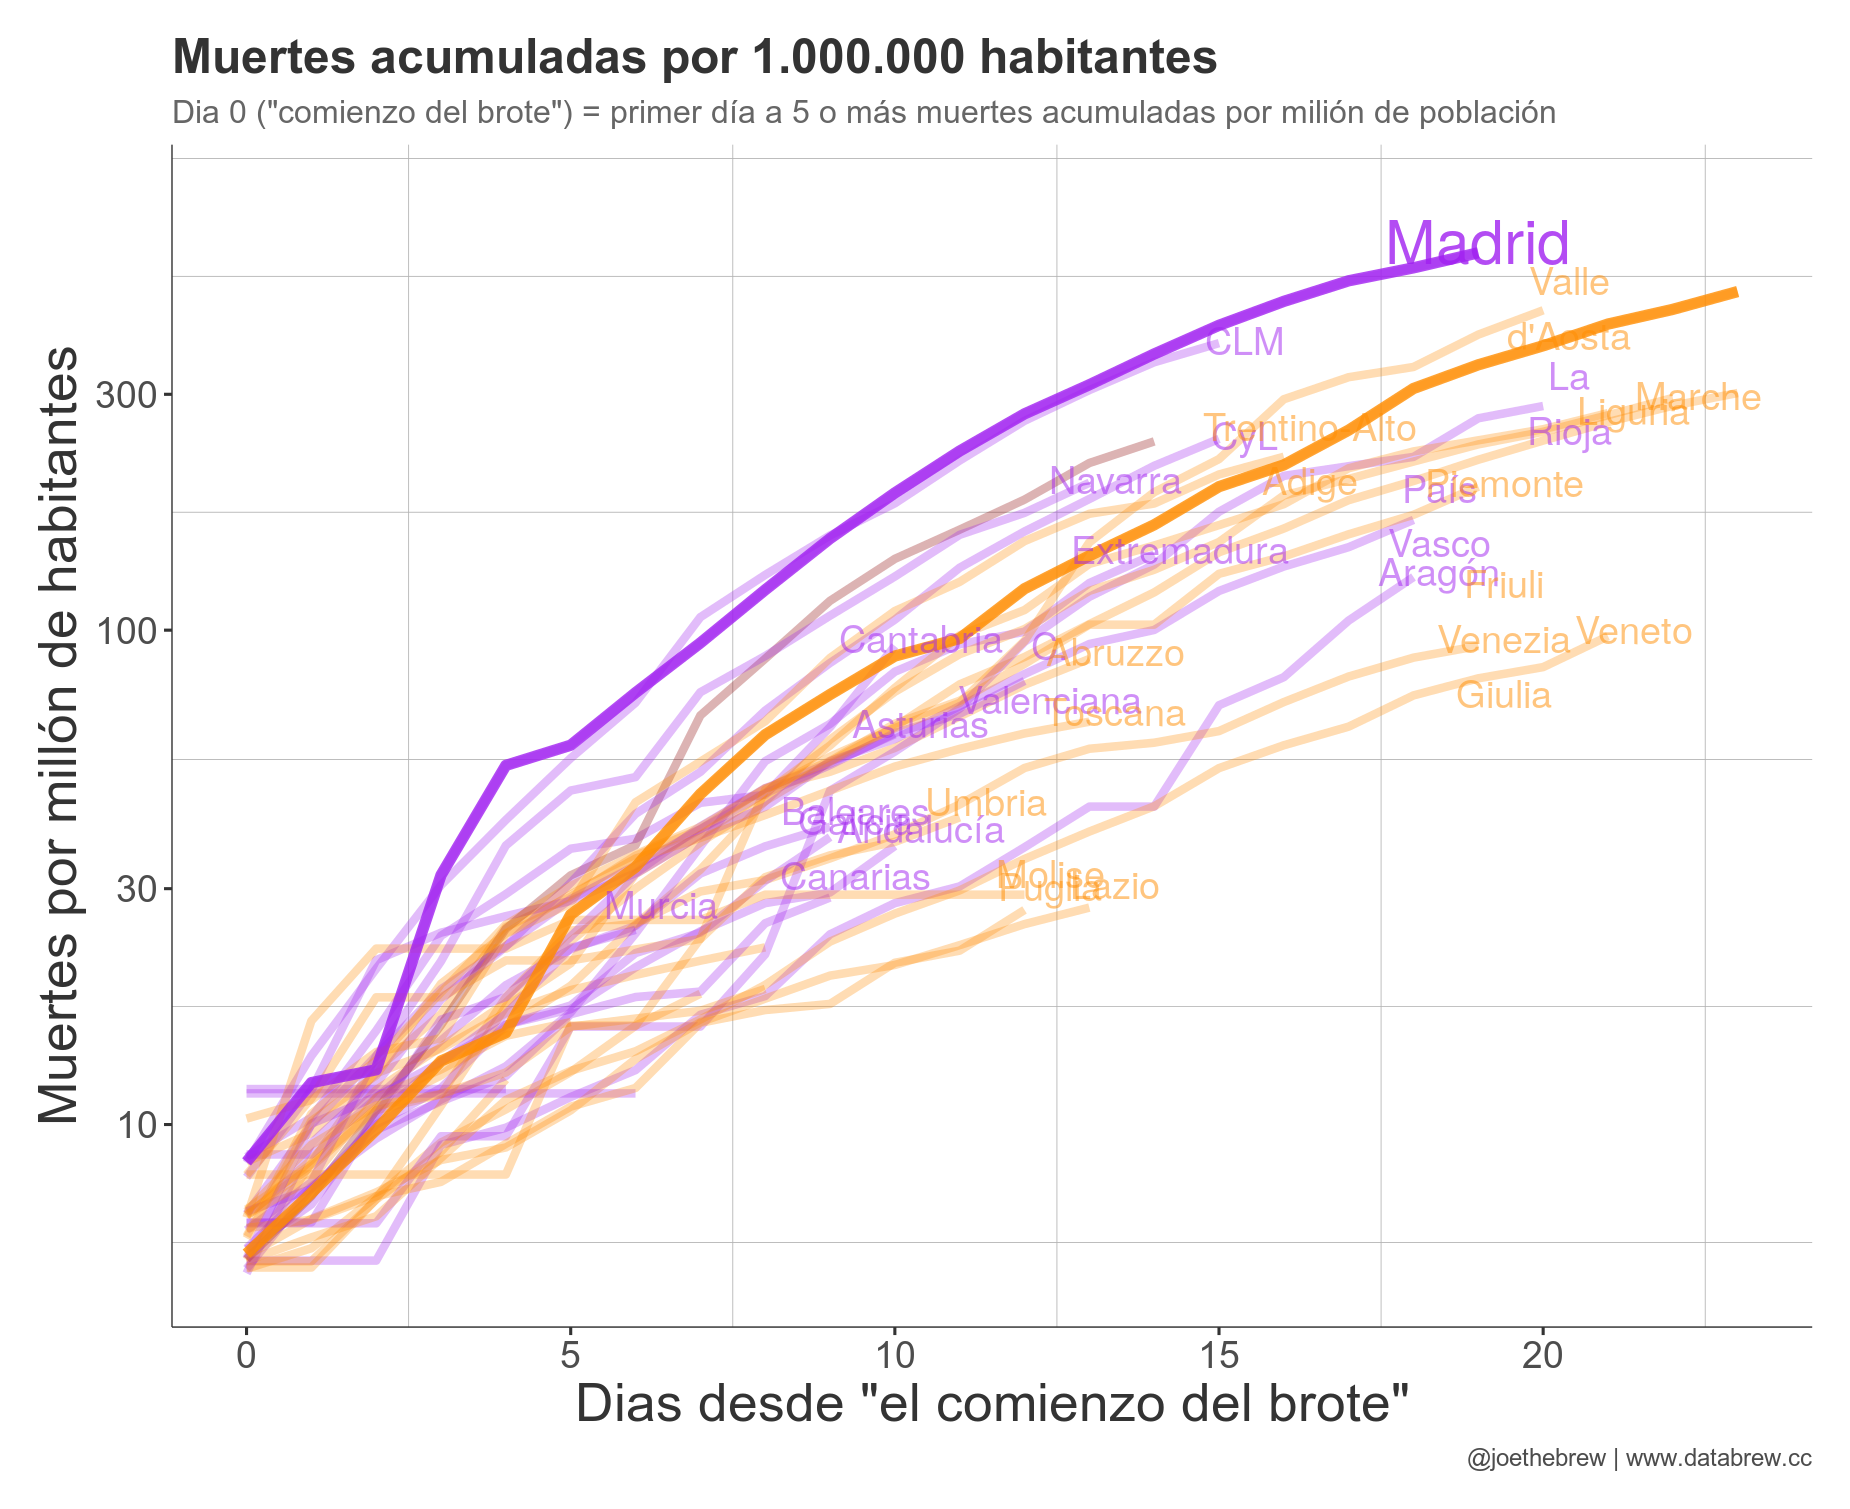 Muertes acumuladas por 1.000.000 habitantes
Dia 0 ("comienzo del brote") = primer día a 5 o más muertes acumuladas por milión de población
Muertes por millón de habitantes
300
100
30
10
Madrid
Valle
d'Aosta
CLM
La
Rioja
Marche
Liguria
Trentino-Alto
Adige
CyL
Navarra
Piemonte
País
Vasco
Extremadura
Aragón
Friuli
Venezia
Giulia
Veneto
Cantabria
C.
Valenciana
Abruzzo
Toscana
Asturias
Umbria
Baleares
Galicia
Andalucía
Canarias
Molise
Puglia
Lazio
Murcia
0 5 10 15 20
Dias desde "el comienzo del brote"
@joethebrew | www.databrew.cc